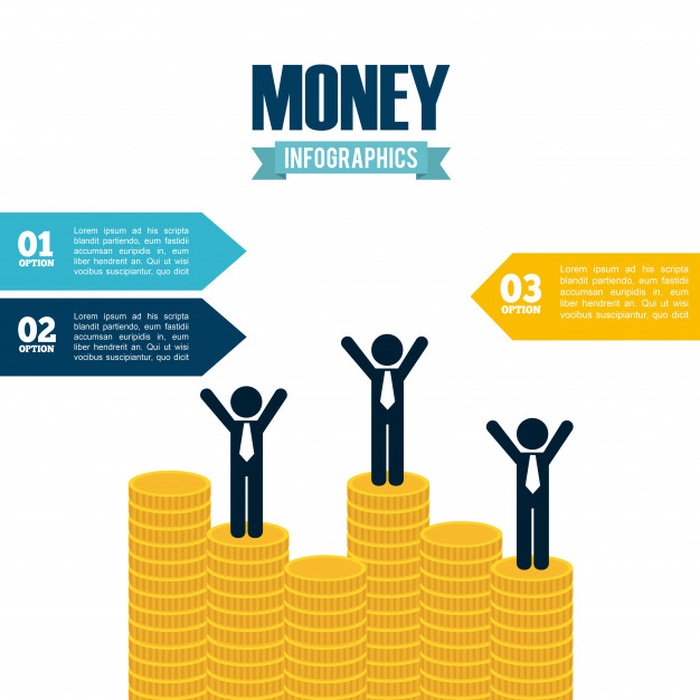 MONEY
INFOGRAPHICS
01
OPTION
Lorem ipsum ad his scripta
blandit partiendo, eum fastidii
accumsan euripidis in, eum
liber hendrerit an. Qui ut wisi
vocibus suscipiantur, quo dicit
02
OPTION
Lorem ipsum ad his scripta
blandit partiendo, eum fastidii
accumsan euripidis in, eum
liber hendrerit an. Qui ut wisi
vocibus suscipiantur, quo dicit
03
OPTION
Lorem ipsum ad his scripta
blandit partiendo, eum fastidii
accumsan euripidis in, eum
liber hendrerit an. Qui ut wisi
vocibus suscipiantur, quo dicit